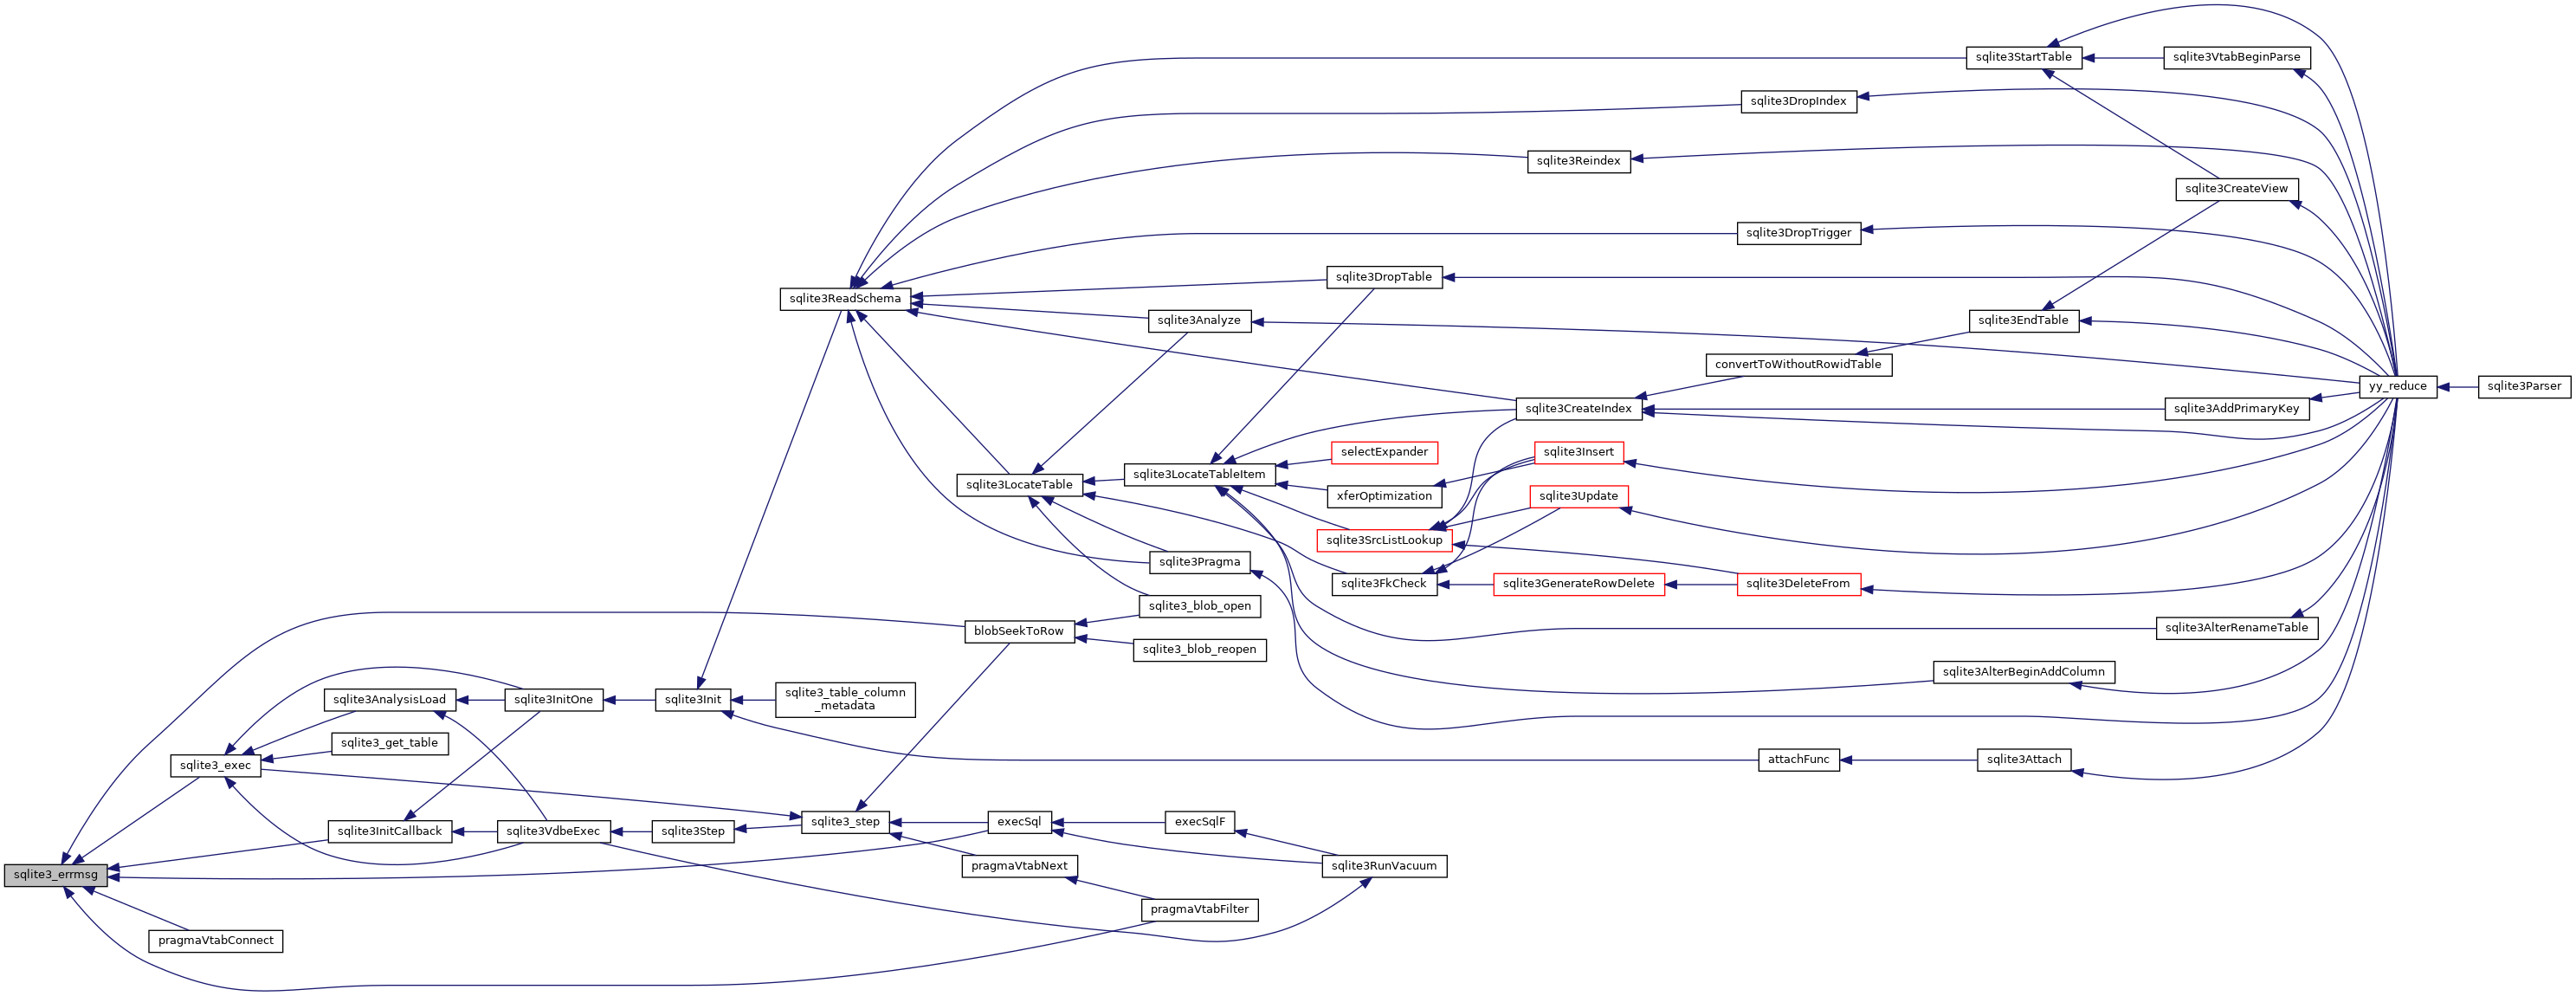 sqlite3StartTable
sqlite3VtabBeginParse
sqlite3DropIndex
sqlite3Reindex
sqlite3CreateView
sqlite3DropTrigger
sqlite3DropTable
sqlite3ReadSchema
sqlite3Analyze
sqlite3EndTable
convertToWithoutRowidTable
yy_reduce
sqlite3Parser
sqlite3CreateIndex
sqlite3AddPrimaryKey
selectExpander
sqlite3Insert
sqlite3LocateTableItem
sqlite3LocateTable
xferOptimization
sqlite3Update
sqlite3SrcListLookup
sqlite3Pragma
sqlite3FkCheck
sqlite3GenerateRowDelete
sqlite3DeleteFrom
sqlite3_blob_open
blobSeekToRow
sqlite3AlterRenameTable
sqlite3_blob_reopen
sqlite3AlterBeginAddColumn
sqlite3AnalysisLoad
sqlite3InitOne
sqlite3Init
sqlite3_table_column
_metadata
sqlite3_get_table
sqlite3_exec
attachFunc
sqlite3Attach
sqlite3InitCallback
sqlite3VdbeExec
sqlite3Step
sqlite3_step
execSql
execSqlF
sqlite3_errmsg
pragmaVtabNext
sqlite3RunVacuum
pragmaVtabFilter
pragmaVtabConnect